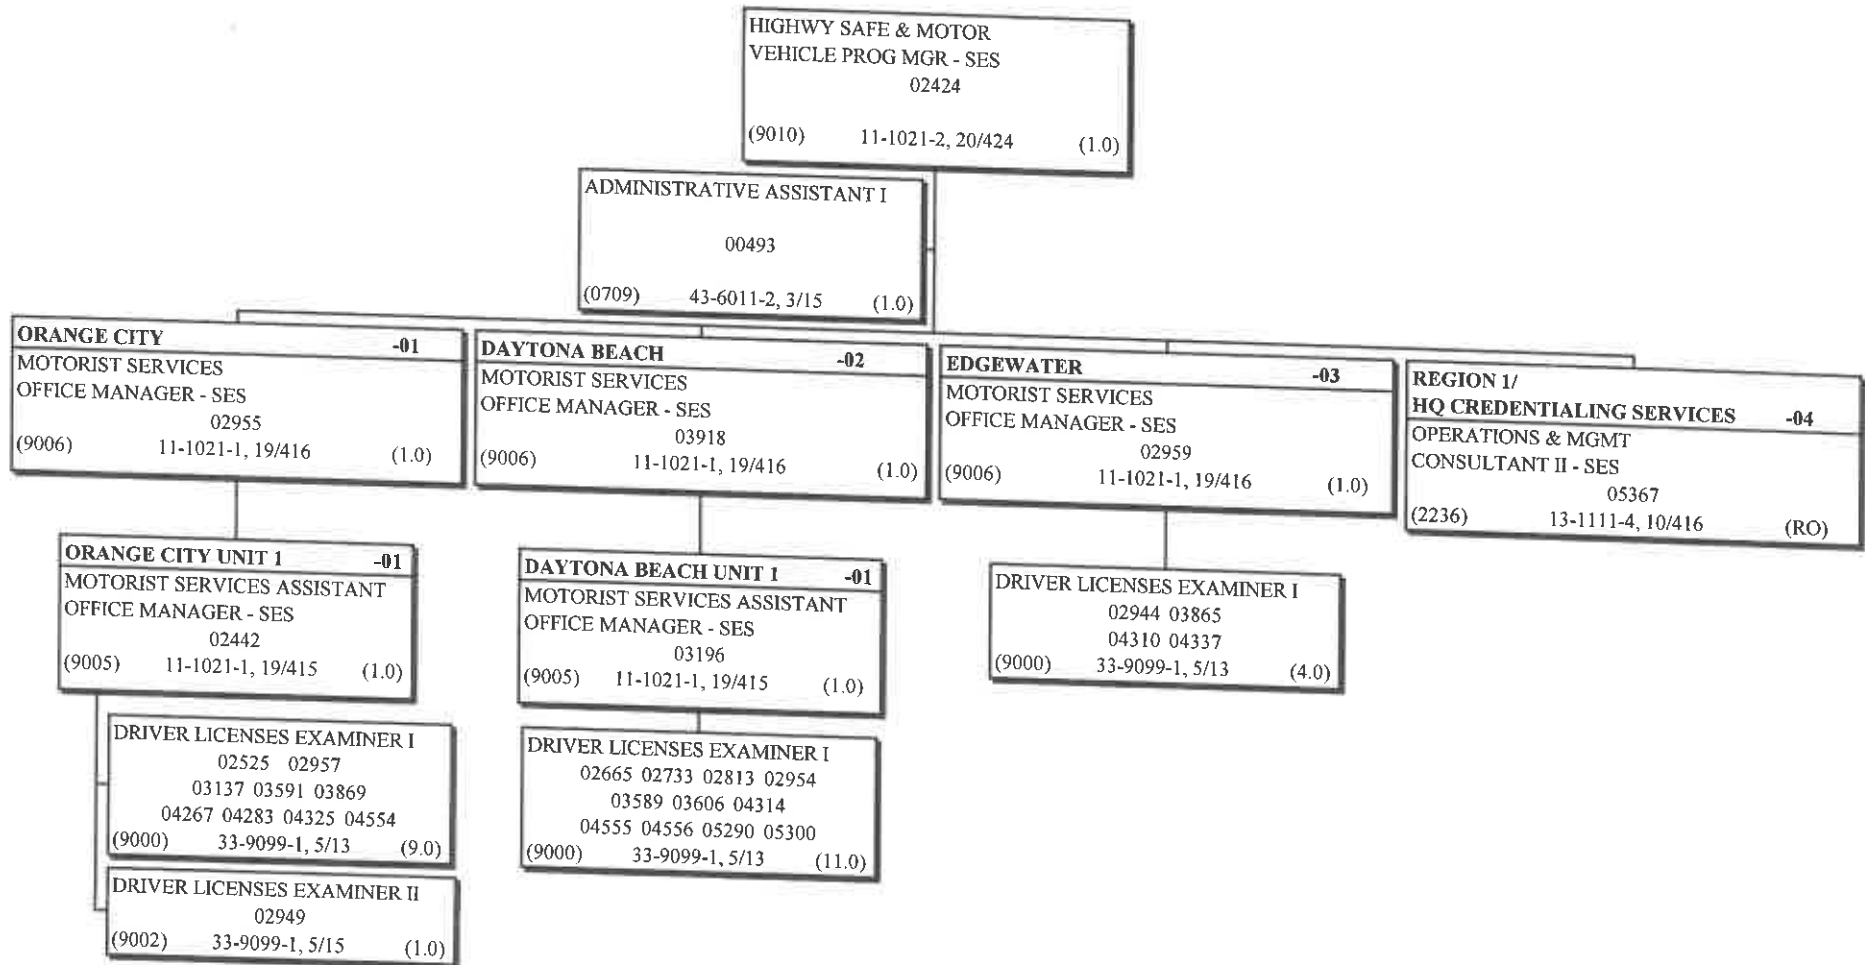 HIGHWY SAFE & MOTOR
VEHICLE PROG MGR - SES
02424
(9010) 11-1021-2, 20/424 (1.0)
ADMINISTRATIVE ASSISTANT I
00493
(0709) 43-6011-2, 3/15 (1.0)
ORANGE CITY -01
MOTORIST SERVICES
OFFICE MANAGER - SES
02955
(9006) 11-1021-1, 19/416 (1.0)
DAYTONA BEACH -02
MOTORIST SERVICES
OFFICE MANAGER - SES
03918
(9006) 11-1021-1, 19/416 (1.0)
EDGEWATER -03
MOTORIST SERVICES
OFFICE MANAGER - SES
02959
(9006) 11-1021-1, 19/416 (1.0)
REGION 1/
HQ CREDENTIALING SERVICES -04
OPERATIONS & MGMT
CONSULTANT II - SES
05367
(2236) 13-1111-4, 10/416 (RO)
ORANGE CITY UNIT 1 -01
MOTORIST SERVICES ASSISTANT
OFFICE MANAGER - SES
02442
(9005) 11-1021-1, 19/415 (1.0)
DAYTONA BEACH UNIT 1 -01
MOTORIST SERVICES ASSISTANT
OFFICE MANAGER - SES
03196
(9005) 11-1021-1, 19/415 (1.0)
DRIVER LICENSES EXAMINER I
02944 03865
04310 04337
(9000) 33-9099-1, 5/13 (4.0)
DRIVER LICENSES EXAMINER I
02525 02957
03137 03591 03869
04267 04283 04325 04554
(9000) 33-9099-1, 5/13 (9.0)
DRIVER LICENSES EXAMINER I
02665 02733 02813 02954
03589 03606 04314
04555 04556 05290 05300
(9000) 33-9099-1, 5/13 (11.0)
DRIVER LICENSES EXAMINER II
02949
(9002) 33-9099-1, 5/15 (1.0)